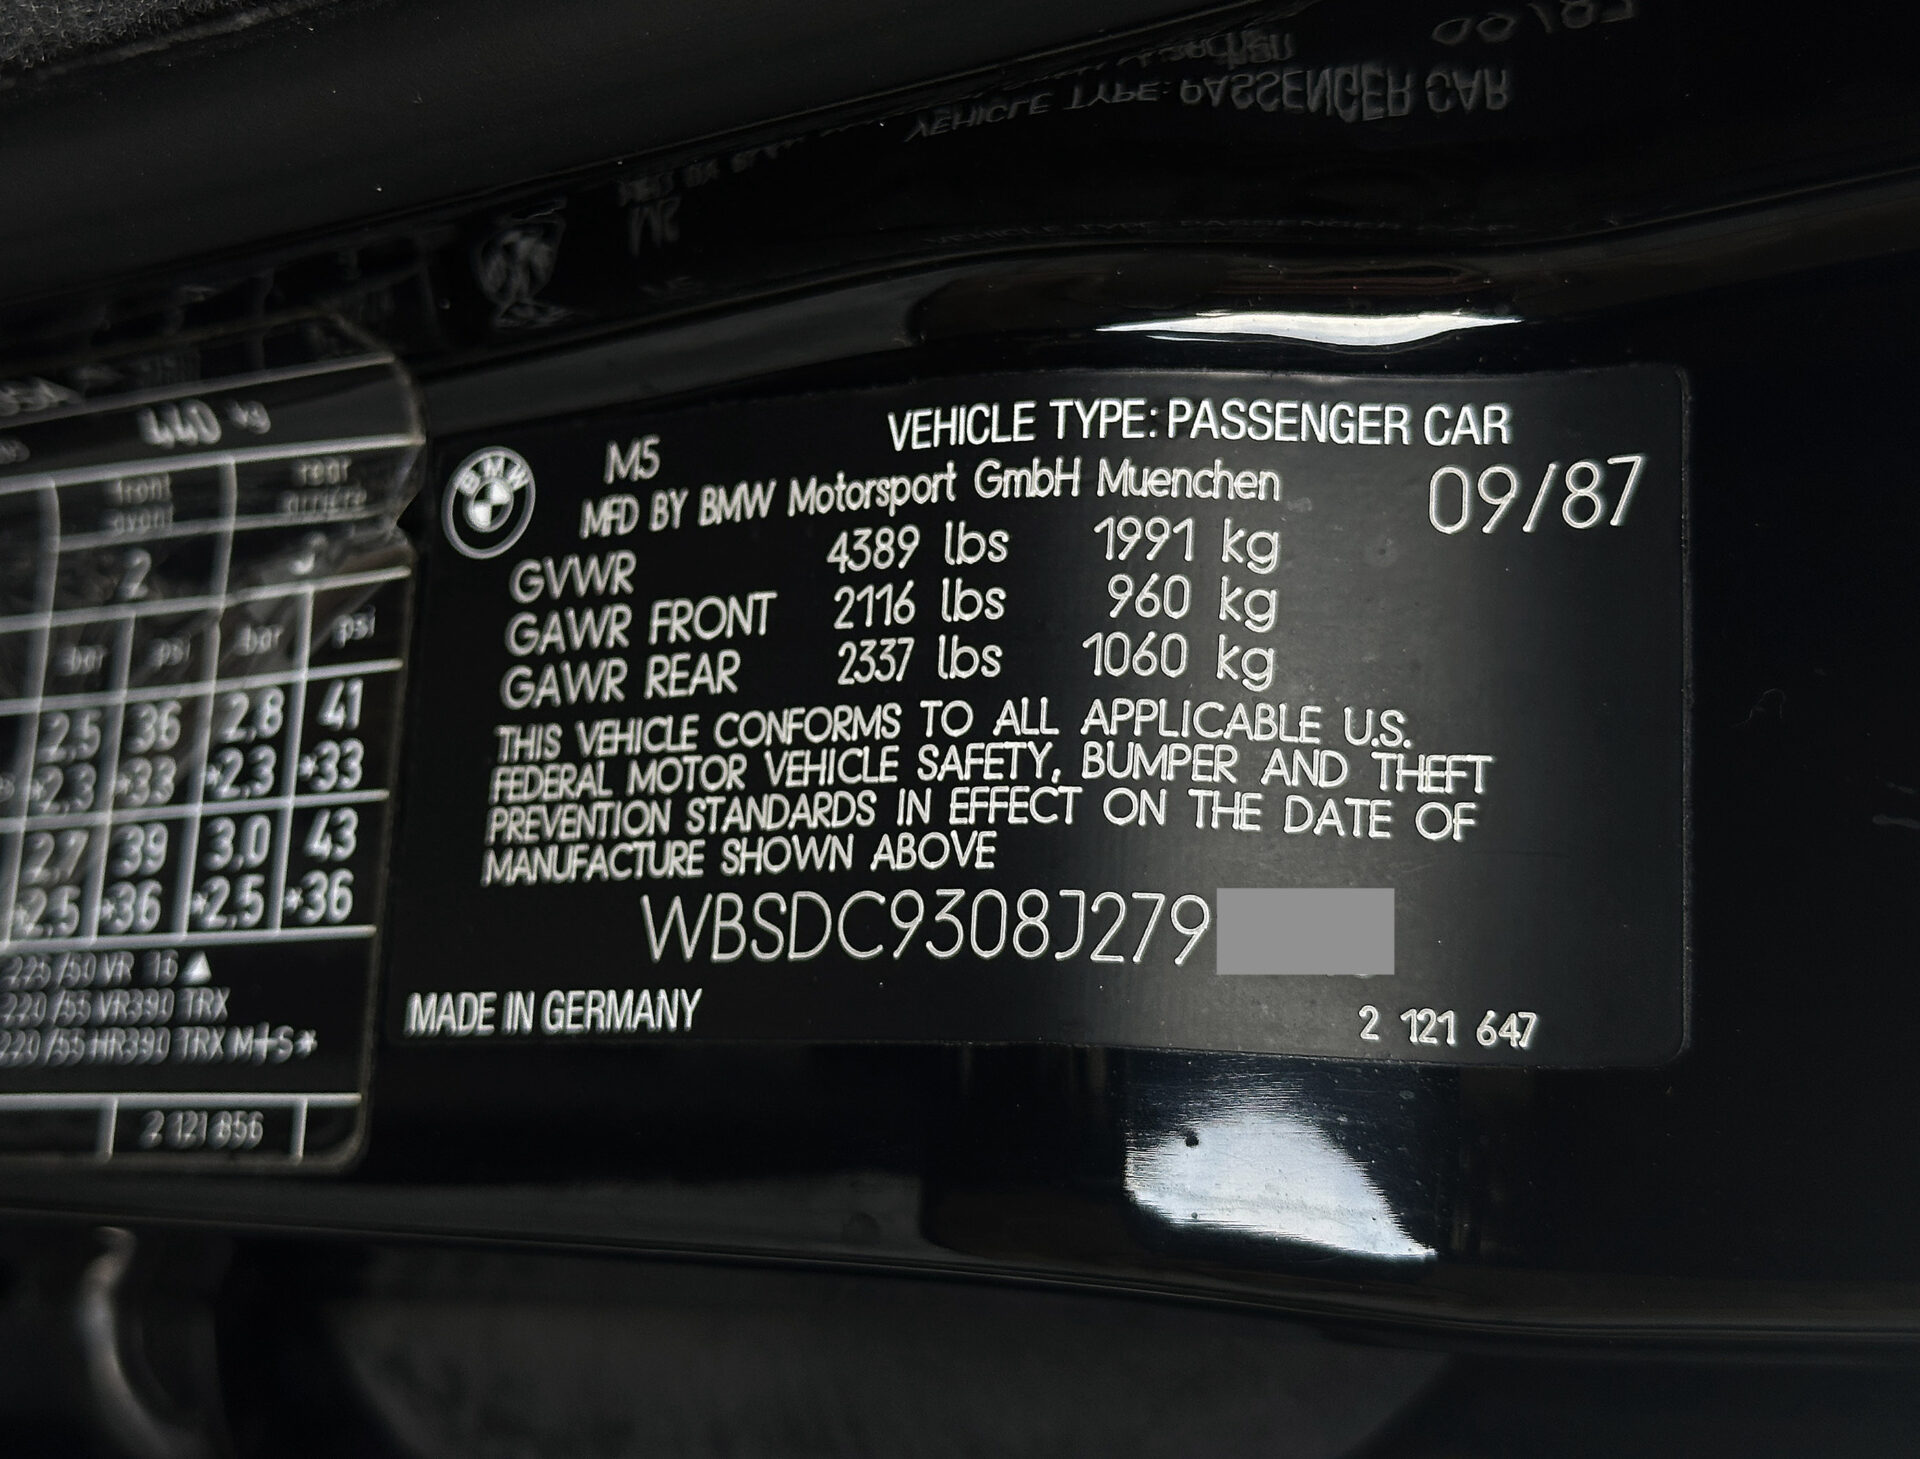 440 kg
front
avant
rear
arrière
2
3
bar psi bar psi
2,5 36 2,8 41
*2,3 *33 *2,3 *33
2,7 39 3,0 43
*2,5 *36 *2,5 *36
225/50 VR 16 ▲
220/55 VR390 TRX
220/55 HR390 TRX M+S*
2 121 856
VEHICLE TYPE: PASSENGER CAR
BMW
M5
MFD BY BMW Motorsport GmbH Muenchen 09/87
GVWR 4389 lbs 1991 kg
GAWR FRONT 2116 lbs 960 kg
GAWR REAR 2337 lbs 1060 kg
THIS VEHICLE CONFORMS TO ALL APPLICABLE U.S.
FEDERAL MOTOR VEHICLE SAFETY, BUMPER AND THEFT
PREVENTION STANDARDS IN EFFECT ON THE DATE OF
MANUFACTURE SHOWN ABOVE
WBSDC9308J279
MADE IN GERMANY
2 121 647